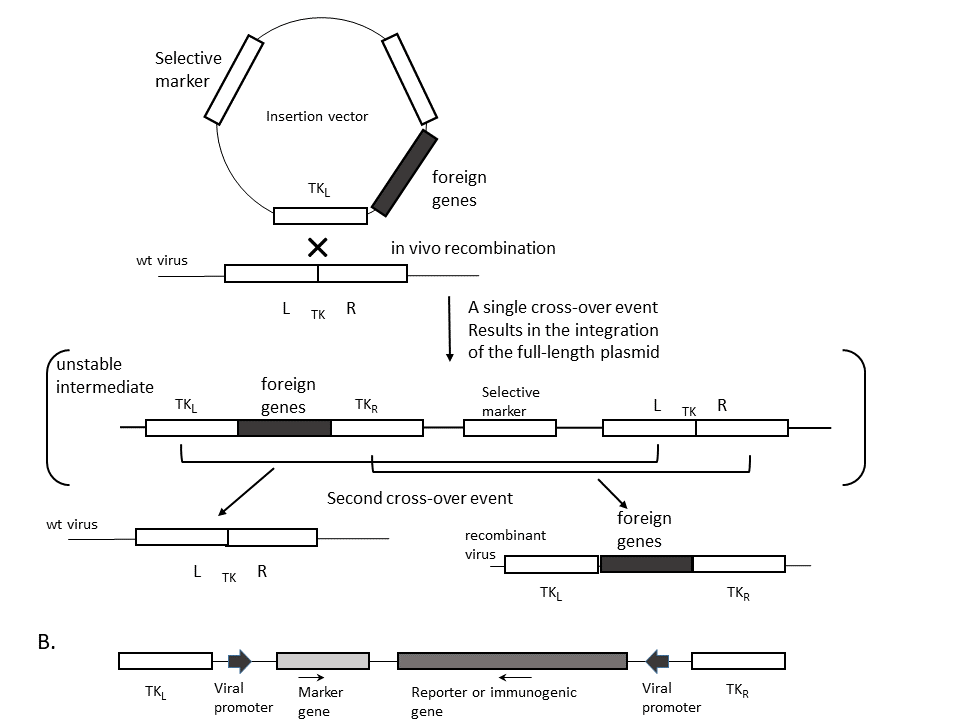 Selective
marker
Insertion vector
TKL
foreign
genes
in vivo recombination
wt virus
L TK R
A single cross-over event
Results in the integration
of the full-length plasmid
unstable
intermediate
TKL
foreign
genes
TKR
Selective
marker
L TK R
Second cross-over event
wt virus
L TK R
recombinant
virus
foreign
genes
TKL
TKR
B.
TKL
Viral
promoter
Marker
gene
Reporter or immunogenic
gene
Viral
promoter
TKR